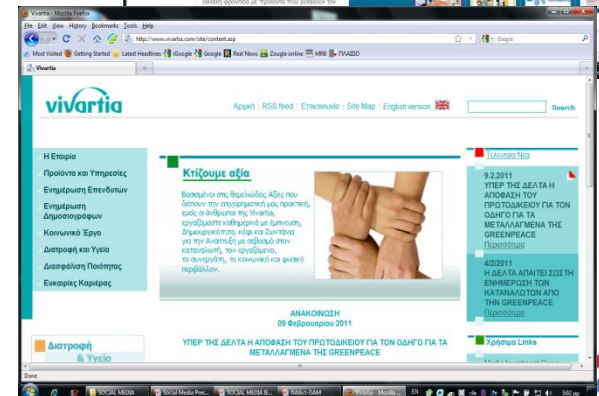 Vivartia - Mozilla Firefox
File Edit View History Bookmarks Tools Help
http://www.vivartia.com/site/content.asp
Google
Most Visited Getting Started Latest Headlines iGoogle Google Real News Zougla online MRB ΠΛΑΙΣΙΟ
Vivartia
vivartia
Αρχική | RSS feed | Επικοινωνία | Site Map | English version
Search
Η Εταιρία
Προϊόντα και Υπηρεσίες
Ενημέρωση Επενδυτών
Ενημέρωση
Δημοσιογράφων
Κοινωνικό Έργο
Διατροφή και Υγεία
Διασφάλιση Ποιότητας
Ευκαιρίες Καριέρας
Διατροφή
& Υγεία
Κτίζουμε αξία
Βασισμένοι στις θεμελιώδεις Αξίες που
διέπουν την επιχειρηματική μας πρακτική,
εμείς οι άνθρωποι της Vivartia,
εργαζόμαστε καθημερινά με έμπνευση,
Δημιουργικότητα, κέφι και Ζωντάνια
για την Ανάπτυξη με σεβασμό στον
καταναλωτή, τον εργαζόμενο,
το συνεργάτη, το κοινωνικό και φυσικό
περιβάλλον.
ΑΝΑΚΟΙΝΩΣΗ
09 Φεβρουαρίου 2011
ΥΠΕΡ ΤΗΣ ΔΕΛΤΑ Η ΑΠΟΦΑΣΗ ΤΟΥ ΠΡΩΤΟΔΙΚΕΙΟΥ ΓΙΑ ΤΟΝ ΟΔΗΓΟ ΓΙΑ ΤΑ
ΜΕΤΑΛΛΑΓΜΕΝΑ ΤΗΣ GREENPEACE
Τελευταία Νέα
9.2.2011
ΥΠΕΡ ΤΗΣ ΔΕΛΤΑ Η
ΑΠΟΦΑΣΗ ΤΟΥ
ΠΡΩΤΟΔΙΚΕΙΟΥ ΓΙΑ ΤΟΝ
ΟΔΗΓΟ ΓΙΑ ΤΑ
ΜΕΤΑΛΛΑΓΜΕΝΑ ΤΗΣ
GREENPEACE
Περισσότερα
4/2/2011
Η ΔΕΛΤΑ ΑΠΑΙΤΕΙ ΣΩΣΤΗ
ΕΝΗΜΕΡΩΣΗ ΤΩΝ
ΚΑΤΑΝΑΛΩΤΩΝ ΑΠΟ
ΤΗΝ GREENPEACE
Περισσότερα
Χρήσιμα Links
Done
SOCIAL MEDIA
Social Media Pres...
SOCIAL MEDIA IE...
Addict-DAM
Vivartia - Mozilla ...
EN
3:02 μμ